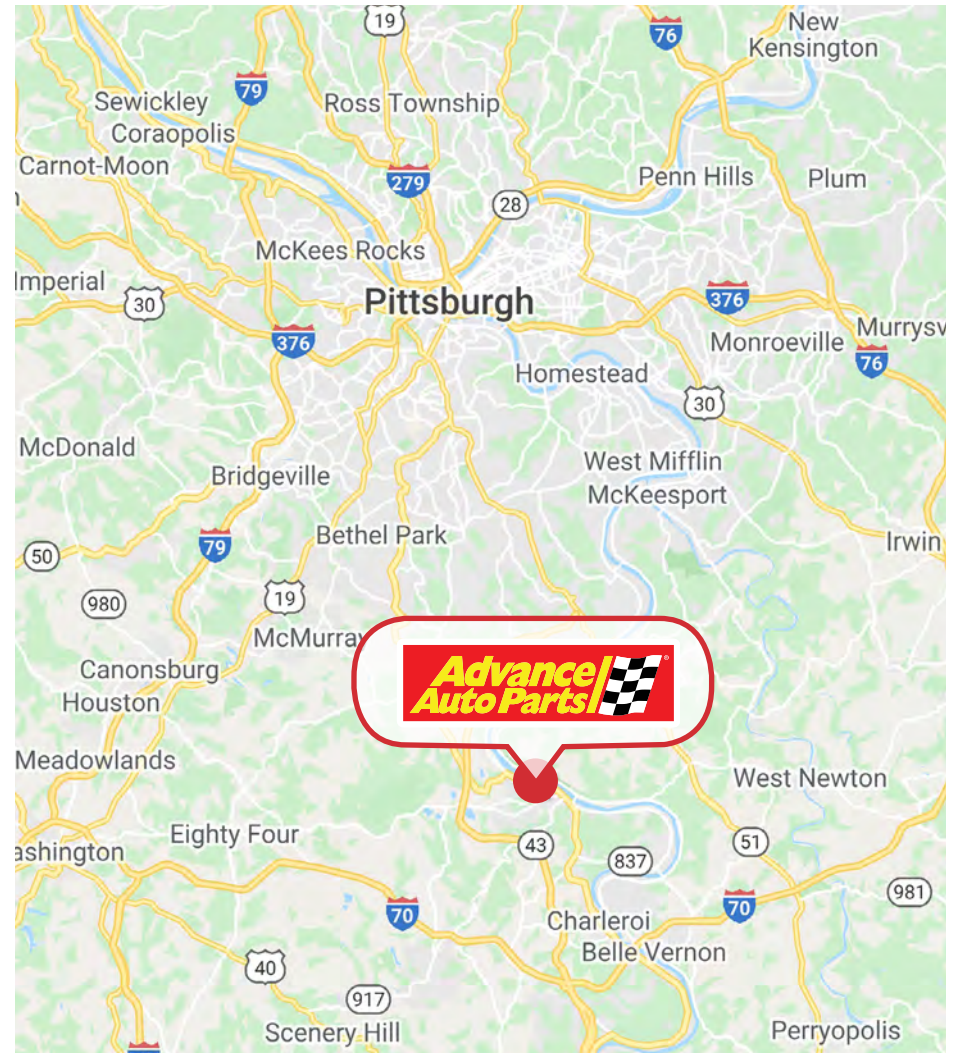 19
New
Kensington
76
79
Sewickley
Ross Township
Coraopolis
Carnot-Moon
279
Penn Hills
Plum
28
McKees Rocks
Imperial
30
Pittsburgh
376
376
Murrysv
Monroeville
76
Homestead
30
McDonald
West Mifflin
Bridgeville
McKeesport
Bethel Park
79
Irwin
50
980
19
McMurray
Advance
Auto Parts
®
Canonsburg
Houston
Meadowlands
West Newton
Eighty Four
43
51
ashington
837
981
70
70
Charleroi
Belle Vernon
40
917
Scenery Hill
Perryopolis